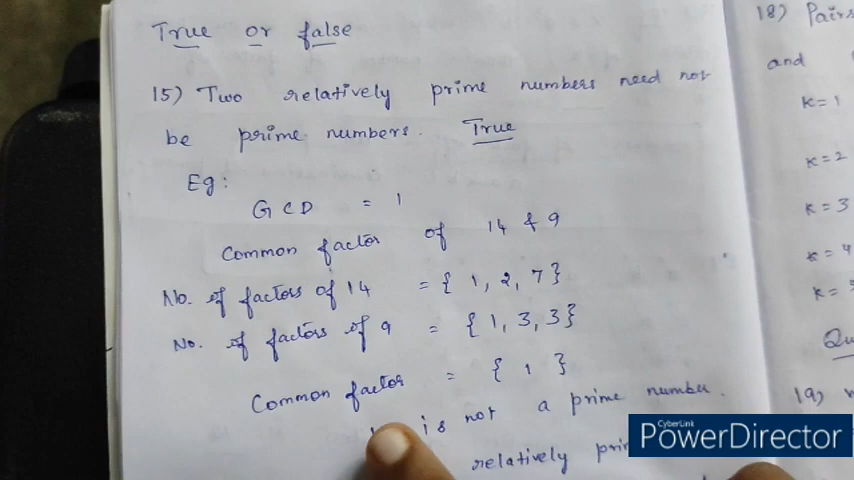 True or false
15) Two relatively prime numbers need not
be prime numbers. True
Eg:
GCD = 1
Common factor of 14 & 9
No. of factors of 14 = { 1, 2, 7 }
No. of factors of 9 = { 1, 3, 3 }
Common factor = { 1 }
is not a prime number.
relatively
18) Pairs
and
K = 1
K = 2
K = 3
K = 4
K =
19)
CyberLink
PowerDirector